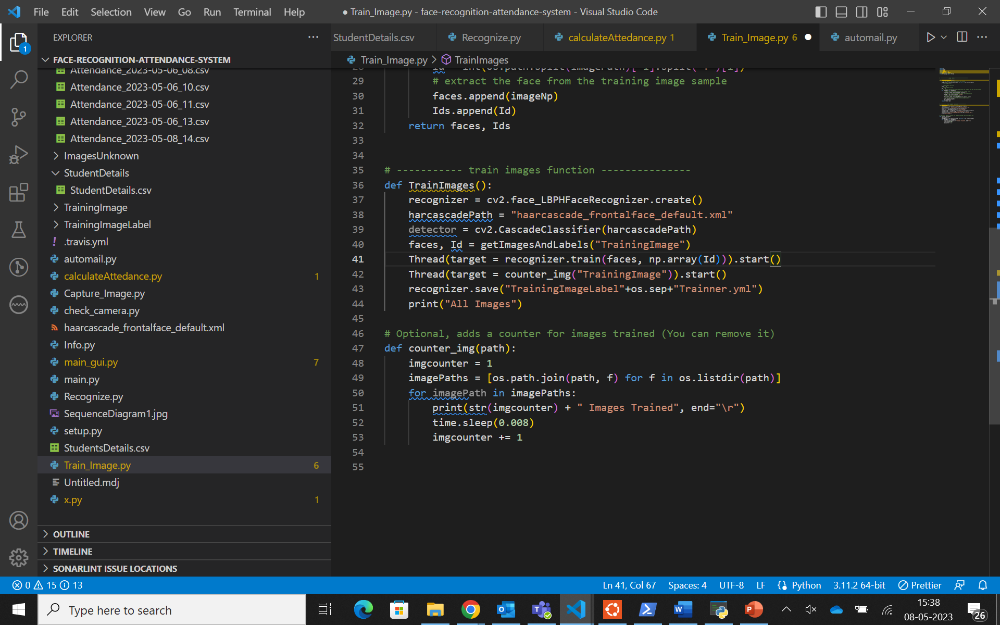 File Edit Selection View Go Run Terminal Help
● Train_Image.py - face-recognition-attendance-system - Visual Studio Code
EXPLORER
1
FACE-RECOGNITION-ATTENDANCE-SYSTEM
Attendance_2023-05-06_08.csv
Attendance_2023-05-06_10.csv
Attendance_2023-05-06_11.csv
Attendance_2023-05-06_13.csv
Attendance_2023-05-08_14.csv
ImagesUnknown
StudentDetails
StudentDetails.csv
TrainingImage
TrainingImageLabel
.travis.yml
automail.py
calculateAttedance.py 1
Capture_Image.py
check_camera.py
haarcascade_frontalface_default.xml
Info.py
main_gui.py 7
main.py
Recognize.py
SequenceDiagram1.jpg
setup.py
StudentsDetails.csv
Train_Image.py 6
Untitled.mdj
x.py 1
OUTLINE
TIMELINE
SONARLINT ISSUE LOCATIONS
StudentDetails.csv Recognize.py calculateAttedance.py 1 Train_Image.py 6 ● automail.py
Train_Image.py > TrainImages
29 # extract the face from the training image sample
30 faces.append(imageNp)
31 Ids.append(Id)
32 return faces, Ids
33
34
35 # ----------- train images function ---------------
36 def TrainImages():
37 recognizer = cv2.face_LBPHFaceRecognizer.create()
38 harcascadePath = "haarcascade_frontalface_default.xml"
39 detector = cv2.CascadeClassifier(harcascadePath)
40 faces, Id = getImagesAndLabels("TrainingImage")
41 Thread(target = recognizer.train(faces, np.array(Id))).start()
42 Thread(target = counter_img("TrainingImage")).start()
43 recognizer.save("TrainingImageLabel"+os.sep+"Trainner.yml")
44 print("All Images")
45
46 # Optional, adds a counter for images trained (You can remove it)
47 def counter_img(path):
48 imgcounter = 1
49 imagePaths = [os.path.join(path, f) for f in os.listdir(path)]
50 for imagePath in imagePaths:
51 print(str(imgcounter) + " Images Trained", end="\r")
52 time.sleep(0.008)
53 imgcounter += 1
54
55
0 15 13
Ln 41, Col 67 Spaces: 4 UTF-8 LF Python 3.11.2 64-bit Prettier
Type here to search
15:38
08-05-2023
26